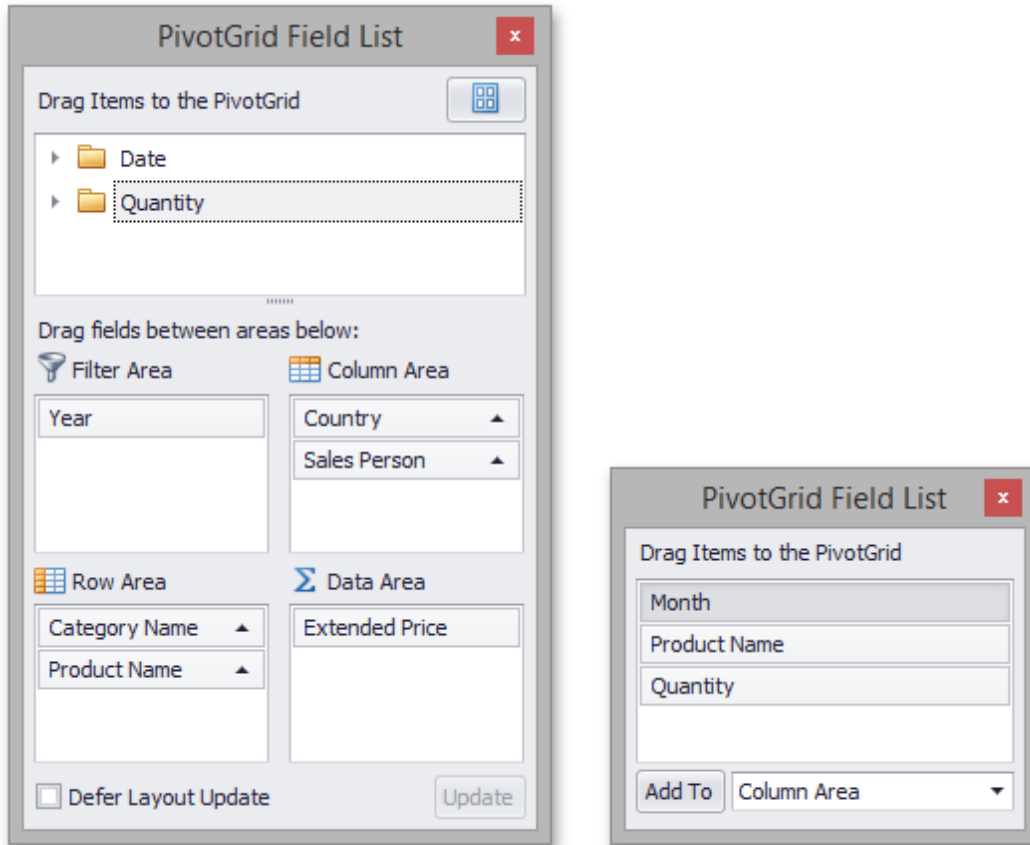 PivotGrid Field List
x
Drag Items to the PivotGrid
Date
Quantity
Drag fields between areas below:
Filter Area
Column Area
Year
Country
Sales Person
Row Area
Data Area
Category Name
Extended Price
Product Name
Defer Layout Update
Update
PivotGrid Field List
x
Drag Items to the PivotGrid
Month
Product Name
Quantity
Add To
Column Area